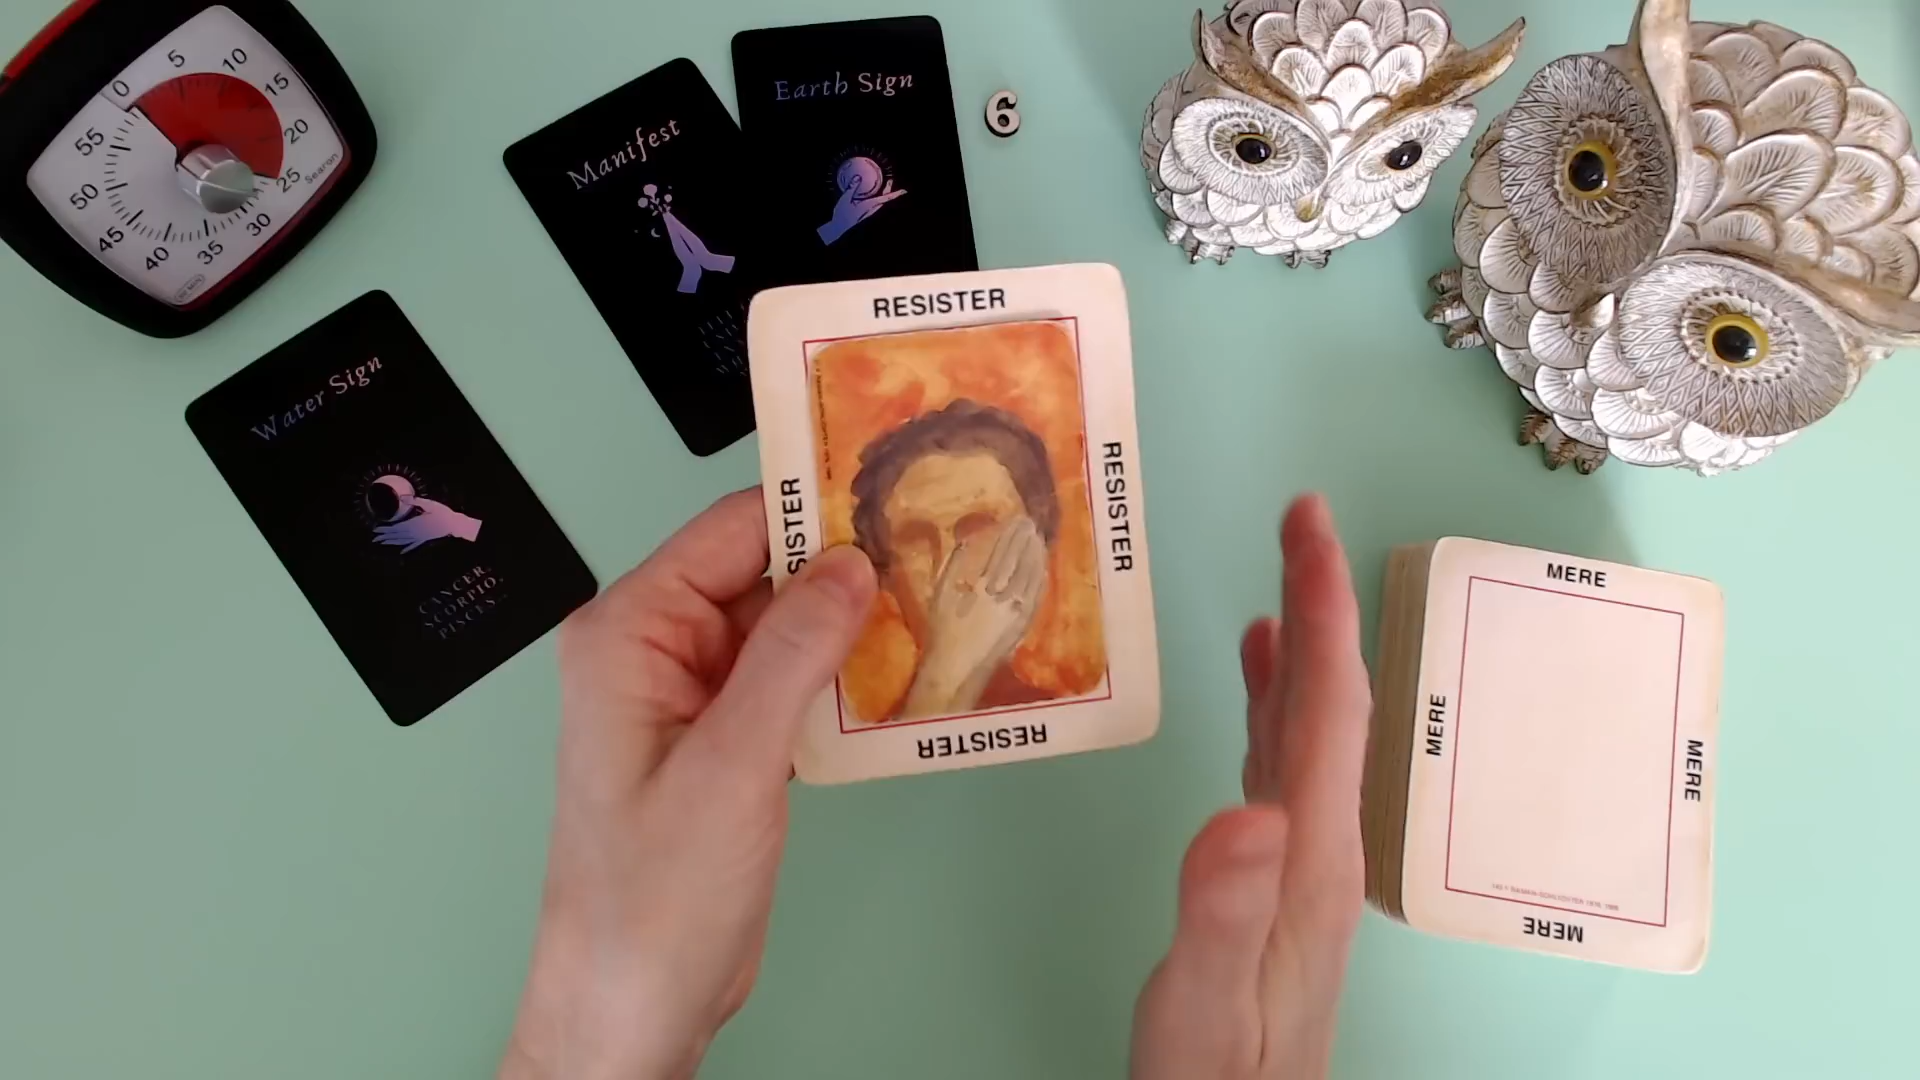 0
5
10
15
20
25
30
35
40
45
50
55
Searon
Manifest
Earth Sign
6
Water Sign
CANCER,
SCORPIO,
PISCES...
RESISTER
RESISTER
SISTER
RESISTER
MERE
MERE
MERE
MERE